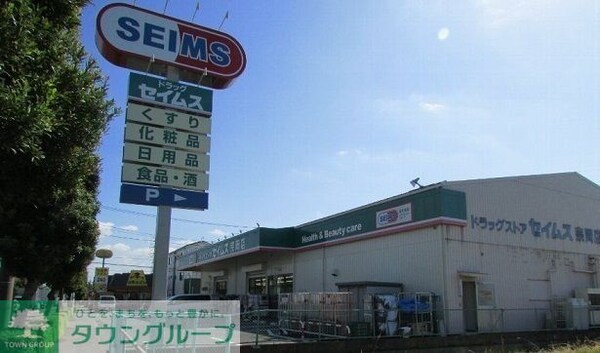 SEIMS
ドラッグ
セイムス
くすり
化粧品
日用品
食品・酒
P
Health & Beauty care
SEIMS
ドラッグストア セイムス
ひとを、まちを、もっと豊かに。
タウングループ
TOWN GROUP